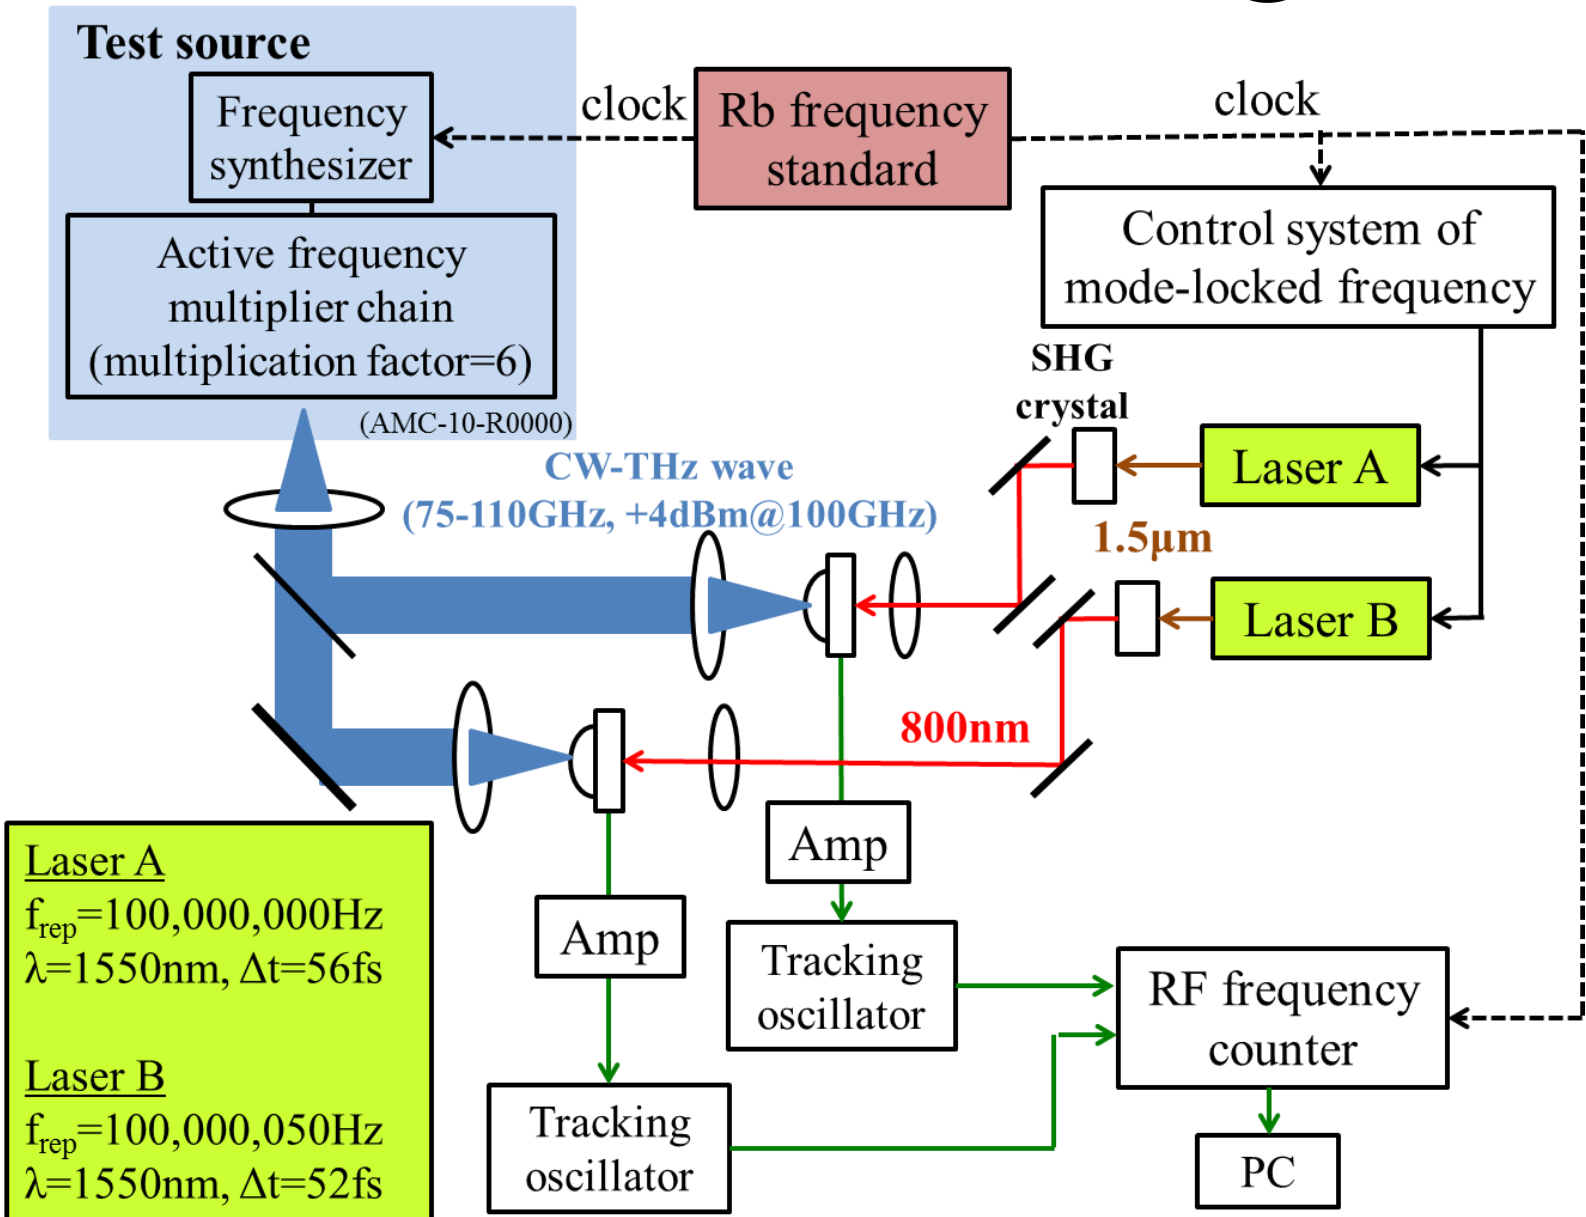 Test source
Frequency
synthesizer
clock
Rb frequency
standard
clock
Control system of
mode-locked frequency
Active frequency
multiplier chain
(multiplication factor=6)
(AMC-10-R0000)
SHG
crystal
CW-THz wave
(75-110GHz, +4dBm@100GHz)
Laser A
1.5μm
Laser B
800nm
Amp
Amp
Tracking
oscillator
Tracking
oscillator
RF frequency
counter
PC
Laser A
frep=100,000,000Hz
λ=1550nm, Δt=56fs
Laser B
frep=100,000,050Hz
λ=1550nm, Δt=52fs